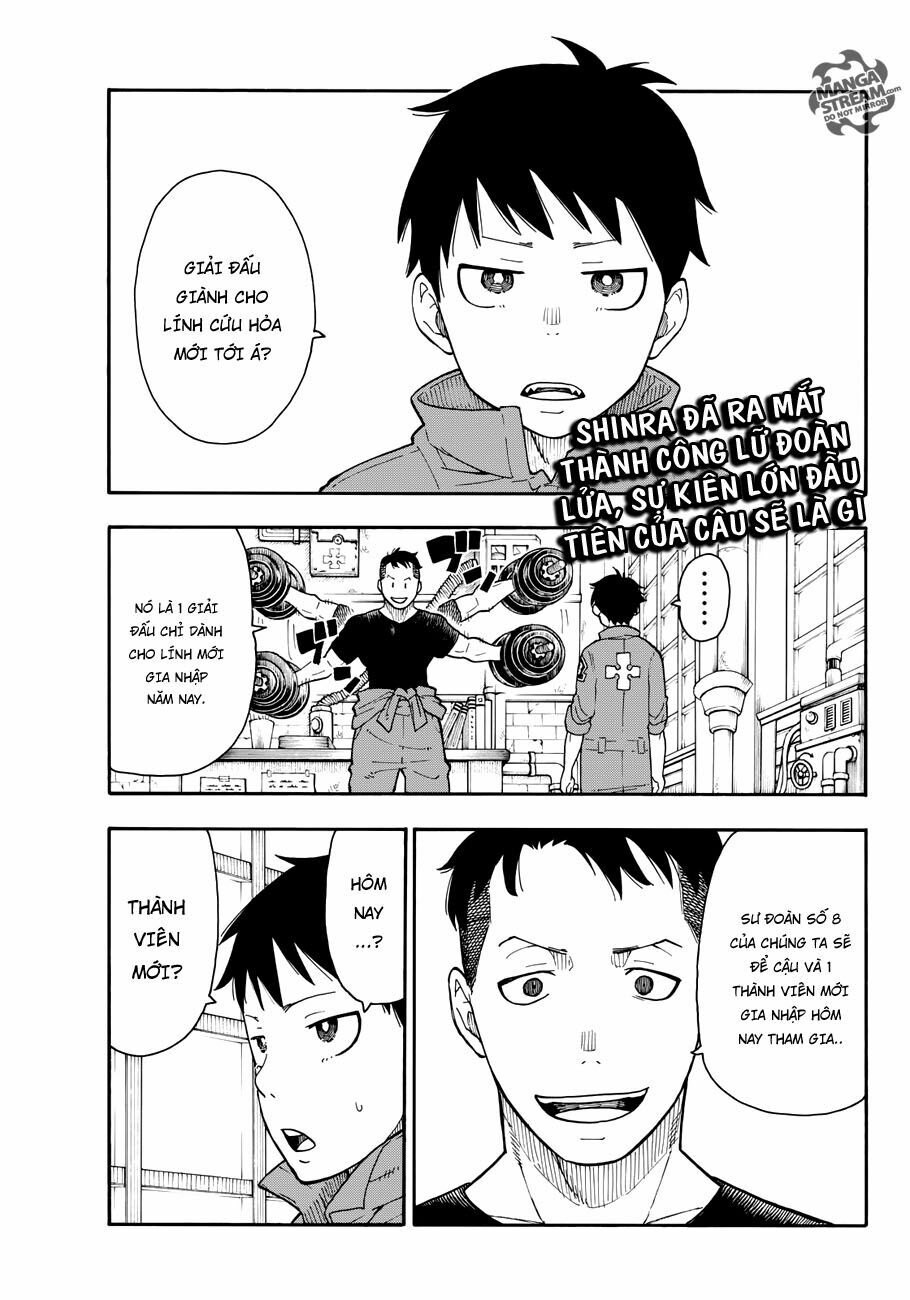 MANGA
STREAM.com
DO NOT MIRROR
GIẢI ĐẤU
GIÀNH CHO
LÍNH CỨU HỎA
MỚI TỚI Á?
SHINRA ĐÃ RA MẮT
THÀNH CÔNG LỮ ĐOÀN
LỬA, SỰ KIÊN LỚN ĐẦU
TIÊN CỦA CÂU SẼ LÀ GÌ
......
NÓ LÀ 1 GIẢI
ĐẤU CHỈ DÀNH
CHO LÍNH MỚI
GIA NHẬP
NĂM NAY.
SƯ ĐOÀN SỐ 8
CỦA CHÚNG TA SẼ
ĐỂ CẬU VÀ 1
THÀNH VIÊN MỚI
GIA NHẬP HÔM
NAY THAM GIA..
HÔM
NAY
...?
THÀNH
VIÊN
MỚI?